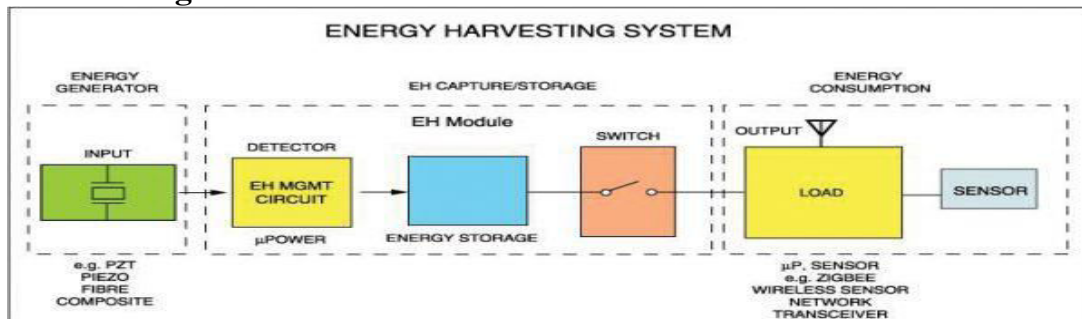 ENERGY HARVESTING SYSTEM
ENERGY
GENERATOR
EH CAPTURE/STORAGE
ENERGY
CONSUMPTION
EH Module
INPUT
DETECTOR
EH MGMT
CIRCUIT
µPOWER
ENERGY STORAGE
SWITCH
OUTPUT
LOAD
SENSOR
e.g. PZT
PIEZO
FIBRE
COMPOSITE
µP, SENSOR
e.g. ZIGBEE
WIRELESS SENSOR
NETWORK
TRANSCEIVER